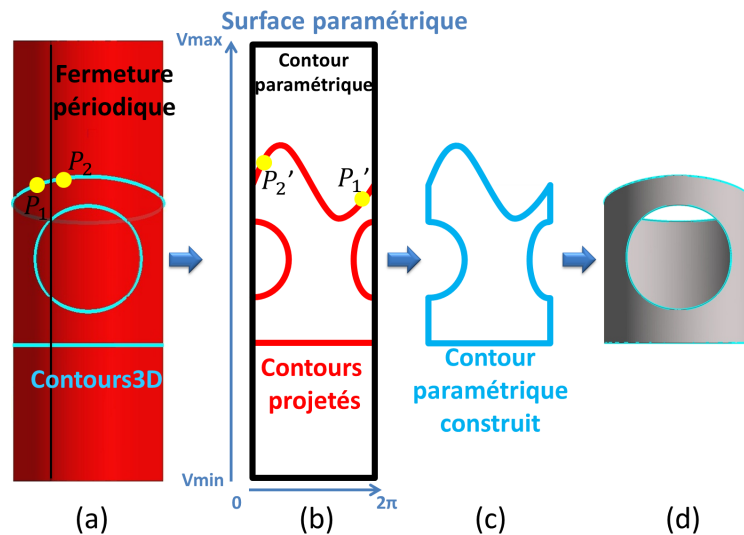 Surface paramétrique
Vmax
Fermeture
périodique
P₂
P₁
Contours3D
Contour
paramétrique
P₂'
P₁'
Contours
projetés
Vmin
0
2π
Contour
paramétrique
construit
(a)
(b)
(c)
(d)